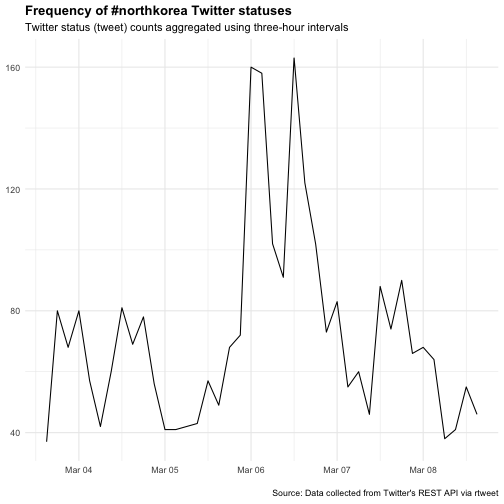 Frequency of #northkorea Twitter statuses
Twitter status (tweet) counts aggregated using three-hour intervals
160
120
80
40
Mar 04 Mar 05 Mar 06 Mar 07 Mar 08
Source: Data collected from Twitter's REST API via rtweet